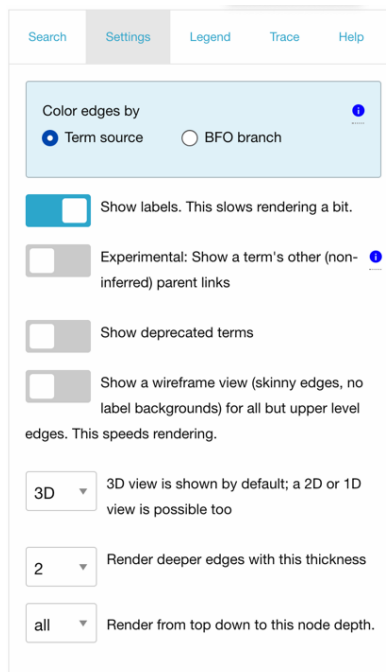 Search Settings Legend Trace Help
Color edges by
Term source BFO branch
Show labels. This slows rendering a bit.
Experimental: Show a term's other (non-
inferred) parent links
Show deprecated terms
Show a wireframe view (skinny edges, no
label backgrounds) for all but upper level
edges. This speeds rendering.
3D 3D view is shown by default; a 2D or 1D
view is possible too
2 Render deeper edges with this thickness
all Render from top down to this node depth.